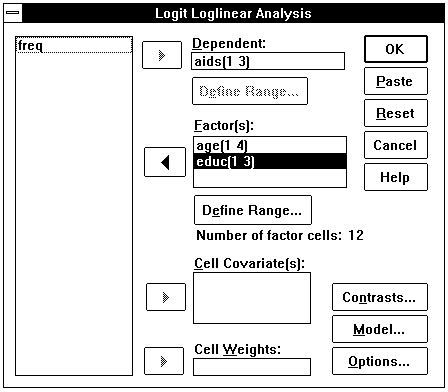 Logit Loglinear Analysis
freq
Dependent:
aids(1 3)
Define Range...
Factor(s):
age(1 4)
educ(1 3)
Define Range...
Number of factor cells: 12
Cell Covariate(s):
Cell Weights:
OK
Paste
Reset
Cancel
Help
Contrasts...
Model...
Options...